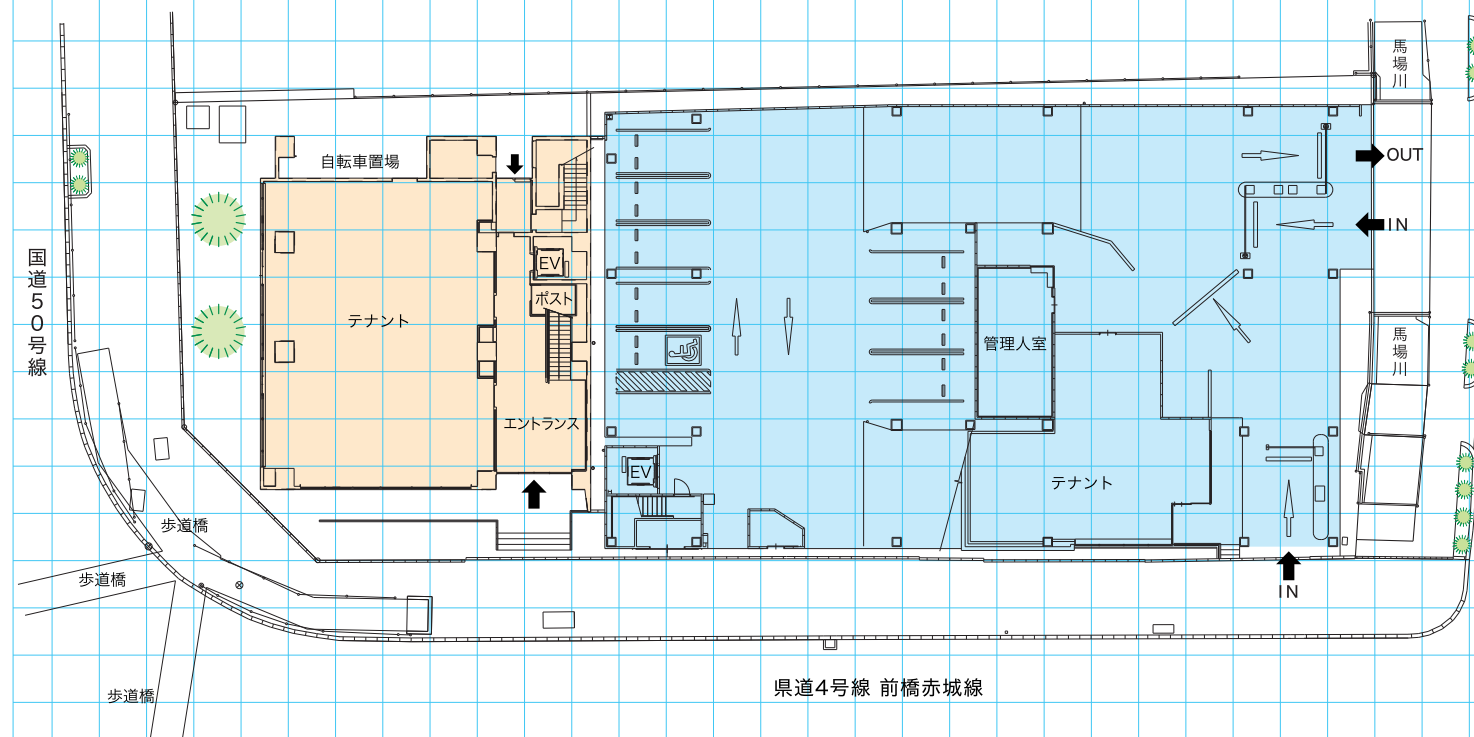 馬場川
自転車置場
OUT
IN
国道50号線
EV
ポスト
テナント
管理人室
馬場川
エントランス
EV
テナント
歩道橋
歩道橋
IN
歩道橋
県道4号線 前橋赤城線